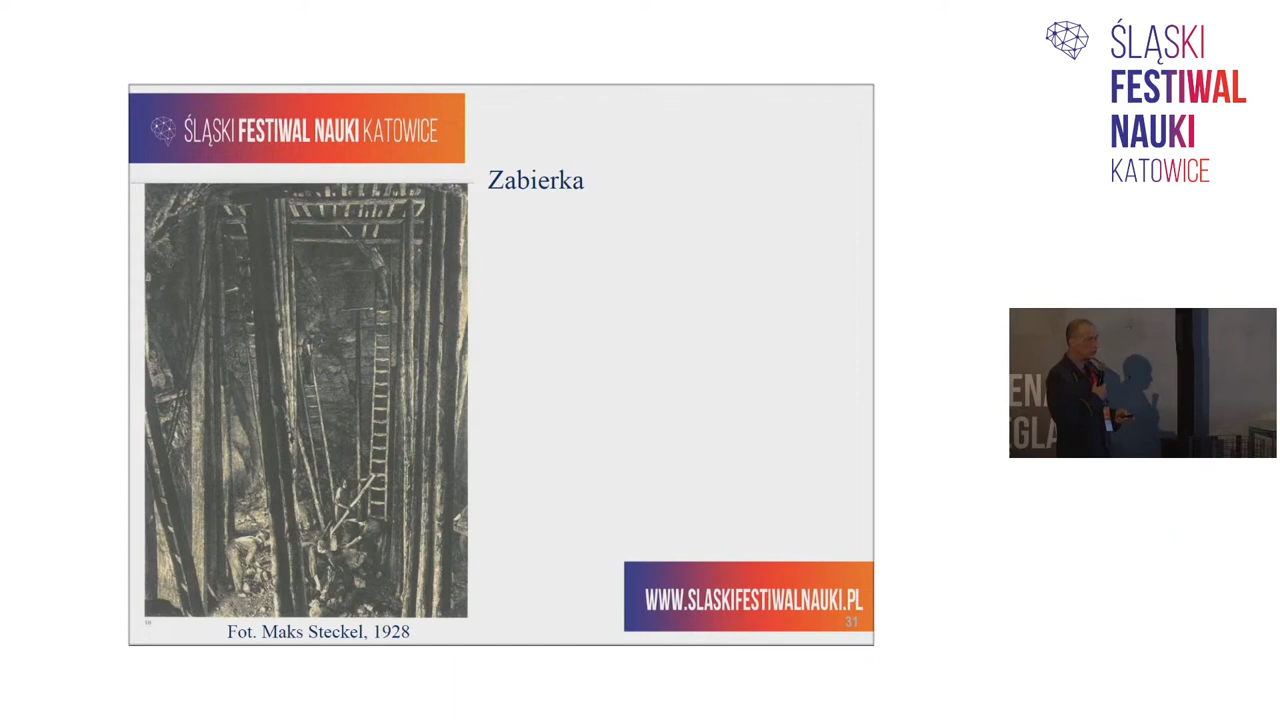 ŚLĄSKI FESTIWAL NAUKI KATOWICE
Zabierka
Fot. Maks Steckel, 1928
WWW.SLASKIFESTIWALNAUKI.PL
31
ŚLĄSKI
FESTIWAL
NAUKI
KATOWICE